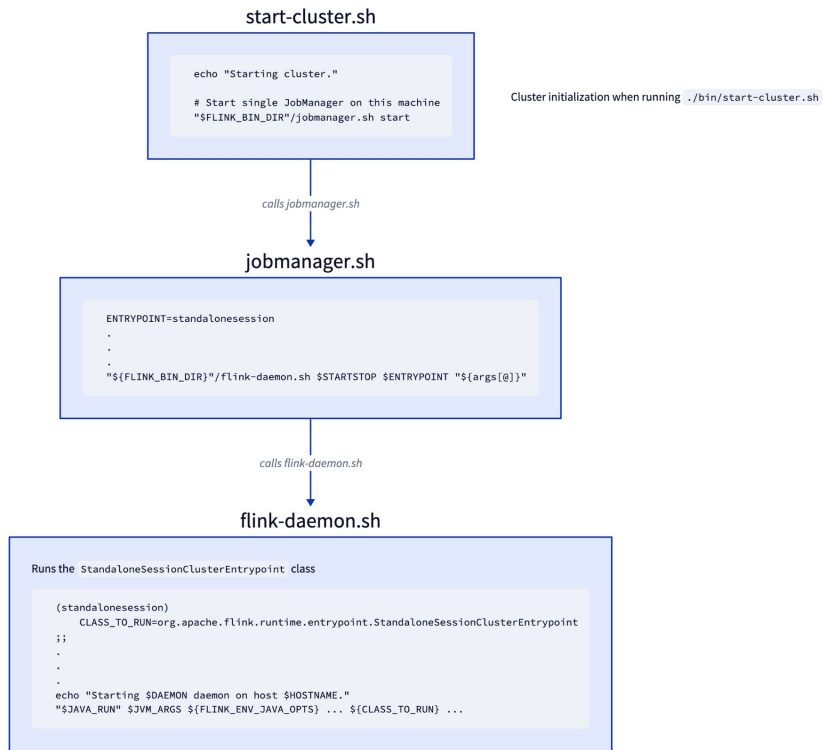 start-cluster.sh
echo "Starting cluster."
# Start single JobManager on this machine
"$FLINK_BIN_DIR"/jobmanager.sh start
Cluster initialization when running ./bin/start-cluster.sh
calls jobmanager.sh
jobmanager.sh
ENTRYPOINT=standalonesession
.
.
.
"${FLINK_BIN_DIR}"/flink-daemon.sh $STARTSTOP $ENTRYPOINT "${args[@]}"
calls flink-daemon.sh
flink-daemon.sh
Runs the StandaloneSessionClusterEntrypoint class
(standalonesession)
CLASS_TO_RUN=org.apache.flink.runtime.entrypoint.StandaloneSessionClusterEntrypoint
;;
.
.
.
echo "Starting $DAEMON daemon on host $HOSTNAME."
"$JAVA_RUN" $JVM_ARGS ${FLINK_ENV_JAVA_OPTS} ... ${CLASS_TO_RUN} ...